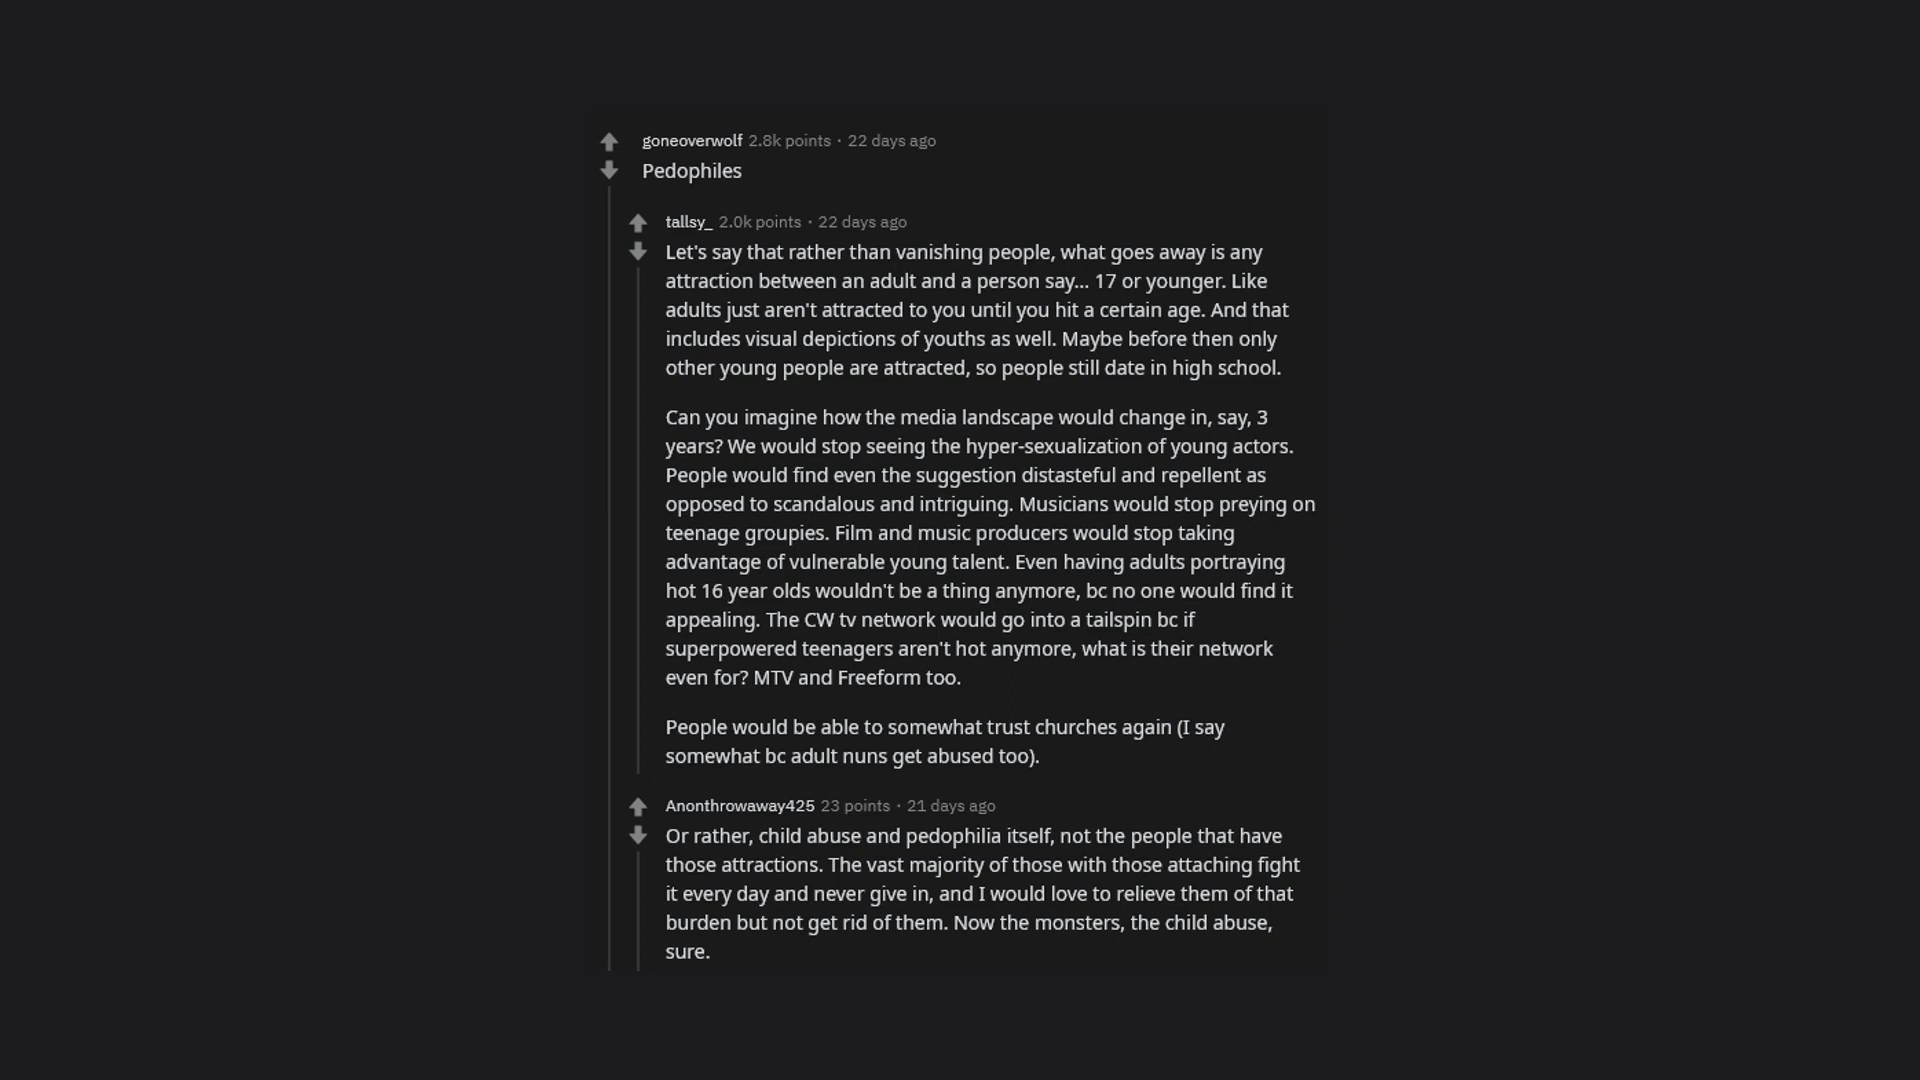 goneoverwolf 2.8k points · 22 days ago
Pedophiles
tallsy_ 2.0k points · 22 days ago
Let's say that rather than vanishing people, what goes away is any
attraction between an adult and a person say... 17 or younger. Like
adults just aren't attracted to you until you hit a certain age. And that
includes visual depictions of youths as well. Maybe before then only
other young people are attracted, so people still date in high school.
Can you imagine how the media landscape would change in, say, 3
years? We would stop seeing the hyper-sexualization of young actors.
People would find even the suggestion distasteful and repellent as
opposed to scandalous and intriguing. Musicians would stop preying on
teenage groupies. Film and music producers would stop taking
advantage of vulnerable young talent. Even having adults portraying
hot 16 year olds wouldn't be a thing anymore, bc no one would find it
appealing. The CW tv network would go into a tailspin bc if
superpowered teenagers aren't hot anymore, what is their network
even for? MTV and Freeform too.
People would be able to somewhat trust churches again (I say
somewhat bc adult nuns get abused too).
Anonthrowaway425 23 points · 21 days ago
Or rather, child abuse and pedophilia itself, not the people that have
those attractions. The vast majority of those with those attaching fight
it every day and never give in, and I would love to relieve them of that
burden but not get rid of them. Now the monsters, the child abuse,
sure.